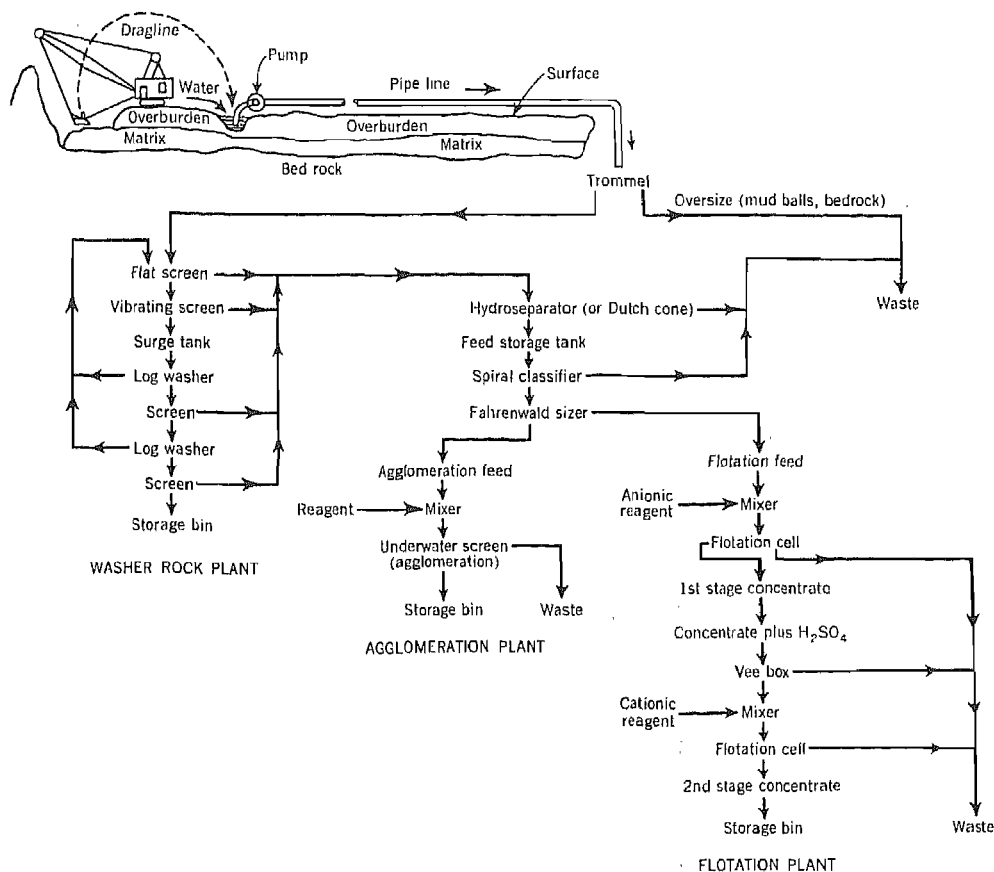 Dragline
Pump
Water
Pipe line
Surface
Overburden
Overburden
Matrix
Matrix
Bed rock
Trommel
Oversize (mud balls, bedrock)
Flat screen
Waste
Vibrating screen
Hydroseparator (or Dutch cone)
Surge tank
Feed storage tank
Log washer
Spiral classifier
Screen
Fahrenwald sizer
Log washer
Screen
Storage bin
WASHER ROCK PLANT
Agglomeration feed
Reagent
Mixer
Underwater screen
(agglomeration)
Storage bin
Waste
AGGLOMERATION PLANT
Flotation feed
Anionic
reagent
Mixer
Flotation cell
1st stage concentrate
Concentrate plus H₂SO₄
Vee box
Cationic
reagent
Mixer
Flotation cell
2nd stage concentrate
Storage bin
Waste
FLOTATION PLANT